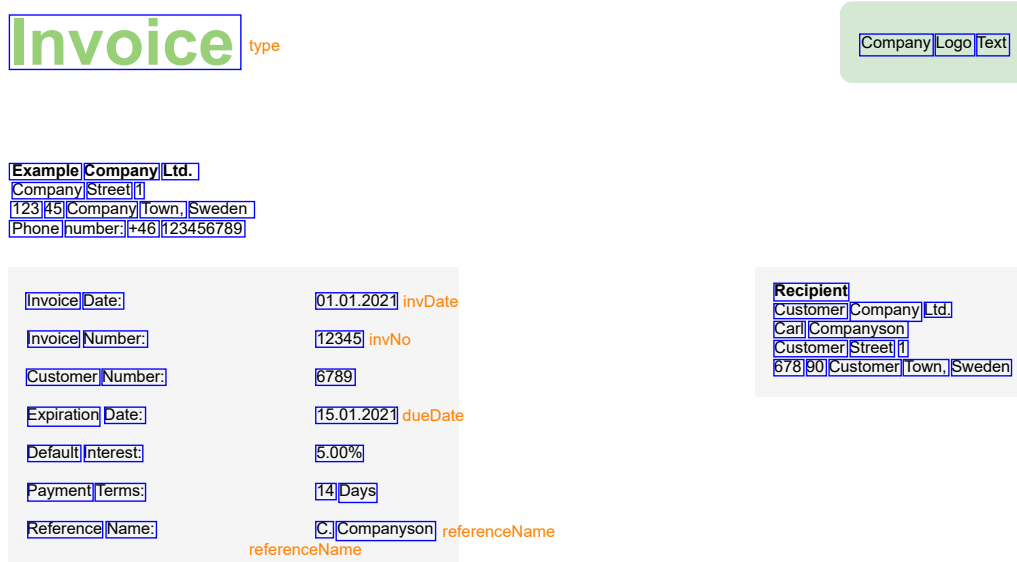 Invoice type
Company Logo Text
Example Company Ltd.
Company Street 1
123 45 Company Town, Sweden
Phone number: +46 123456789
Invoice Date: 01.01.2021 invDate
Invoice Number: 12345 invNo
Customer Number: 6789
Expiration Date: 15.01.2021 dueDate
Default Interest: 5.00%
Payment Terms: 14 Days
Reference Name: C. Companyson referenceName
referenceName
Recipient
Customer Company Ltd.
Carl Companyson
Customer Street 1
678 90 Customer Town, Sweden